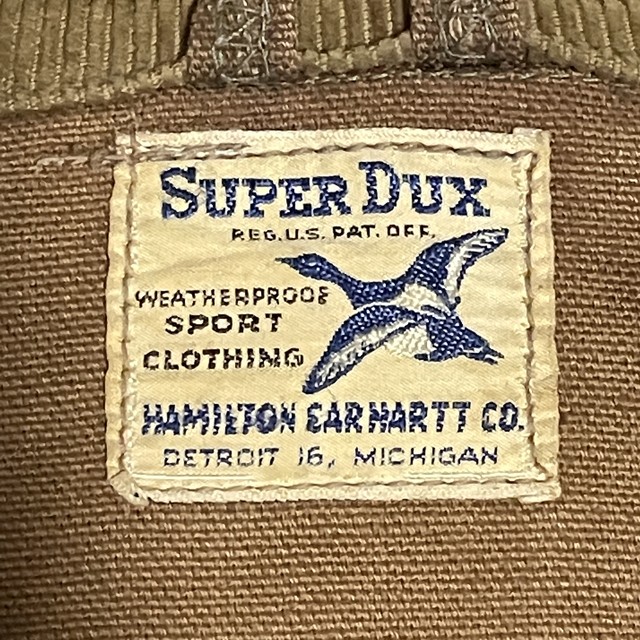 SUPER DUX
REG. U.S. PAT. OFF.
WEATHERPROOF
SPORT
CLOTHING
HAMILTON CARHARTT CO.
DETROIT 16, MICHIGAN